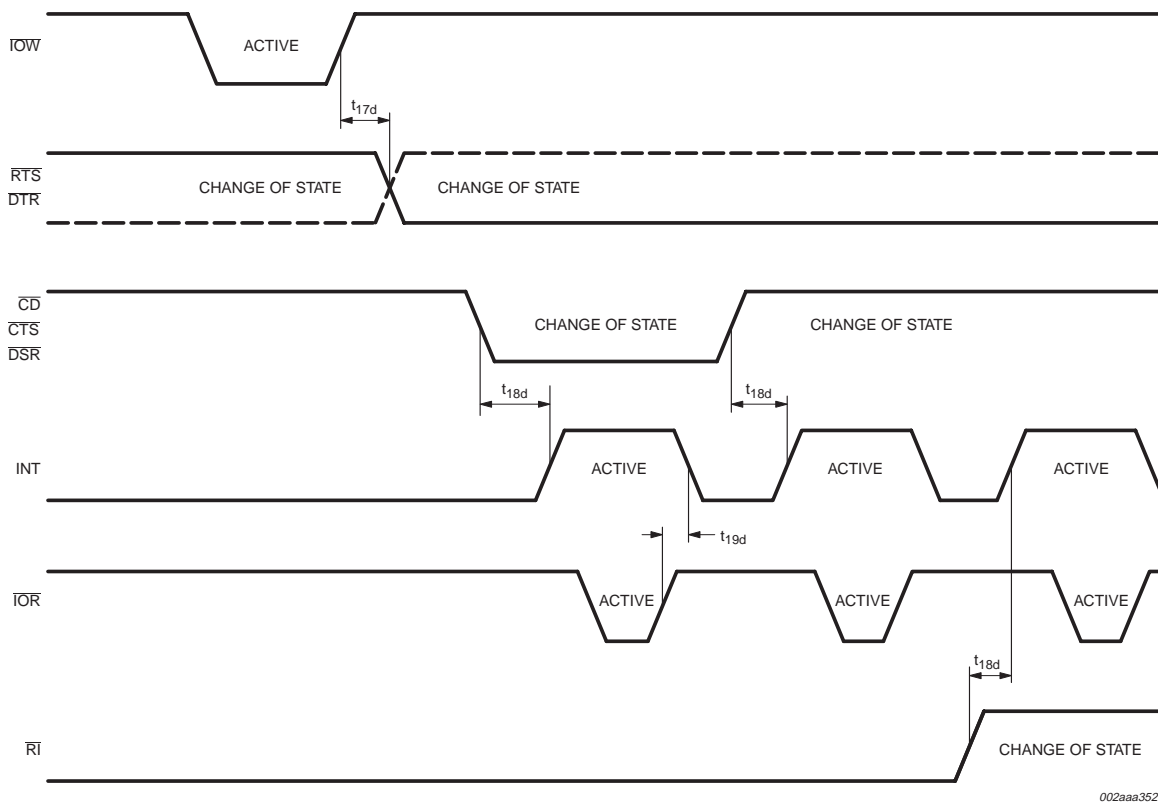 IOW
ACTIVE
t17d
RTS
DTR
CHANGE OF STATE
CHANGE OF STATE
CD
CTS
DSR
CHANGE OF STATE
CHANGE OF STATE
t18d
t18d
INT
ACTIVE
ACTIVE
ACTIVE
t19d
IOR
ACTIVE
ACTIVE
ACTIVE
t18d
RI
CHANGE OF STATE
002aaa352